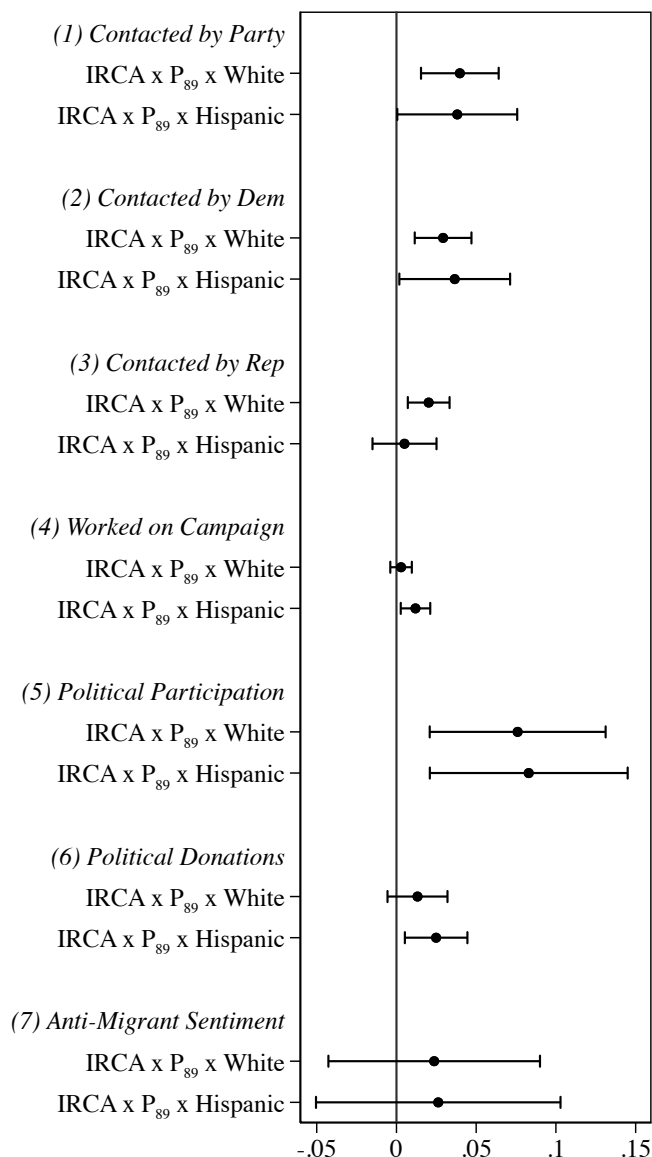 (1) Contacted by Party
IRCA x P₈₉ x White
IRCA x P₈₉ x Hispanic
(2) Contacted by Dem
IRCA x P₈₉ x White
IRCA x P₈₉ x Hispanic
(3) Contacted by Rep
IRCA x P₈₉ x White
IRCA x P₈₉ x Hispanic
(4) Worked on Campaign
IRCA x P₈₉ x White
IRCA x P₈₉ x Hispanic
(5) Political Participation
IRCA x P₈₉ x White
IRCA x P₈₉ x Hispanic
(6) Political Donations
IRCA x P₈₉ x White
IRCA x P₈₉ x Hispanic
(7) Anti-Migrant Sentiment
IRCA x P₈₉ x White
IRCA x P₈₉ x Hispanic
-.05 0 .05 .1 .15